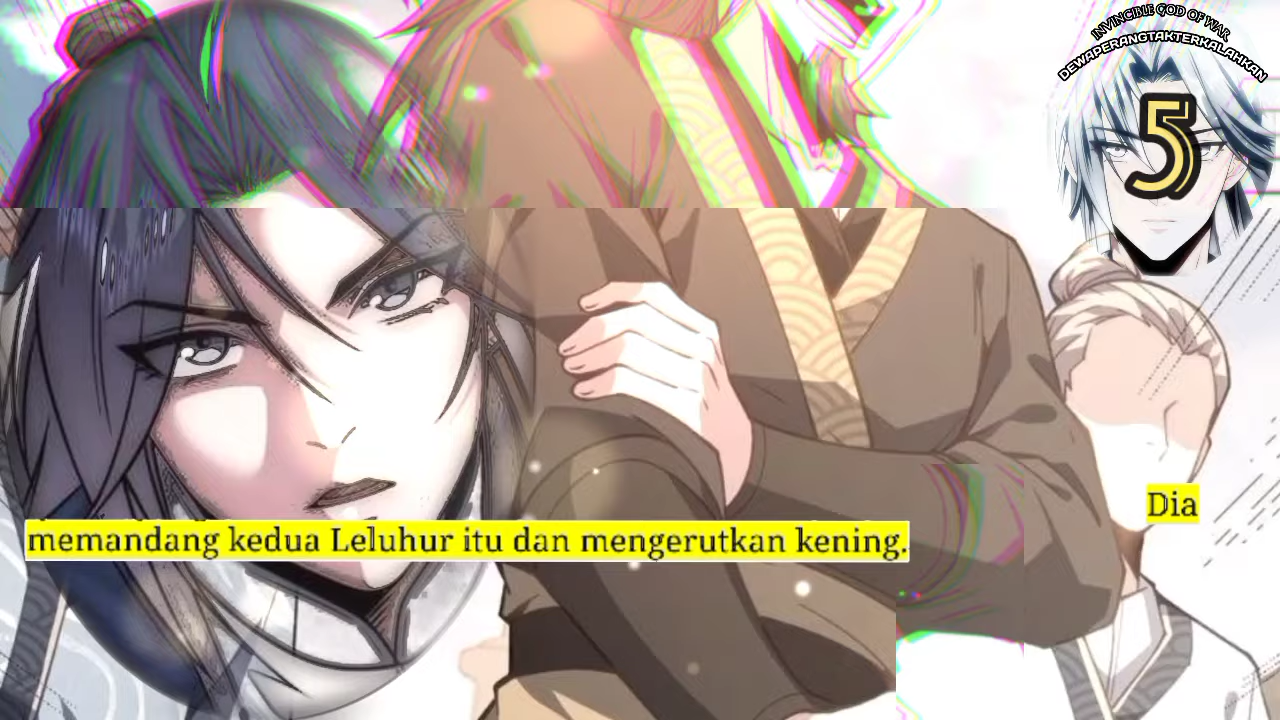 INVINCIBLE GOD OF WAR
DEWAPERANGTAKTERKALAHKAN
5
Dia
memandang kedua Leluhur itu dan mengerutkan kening.